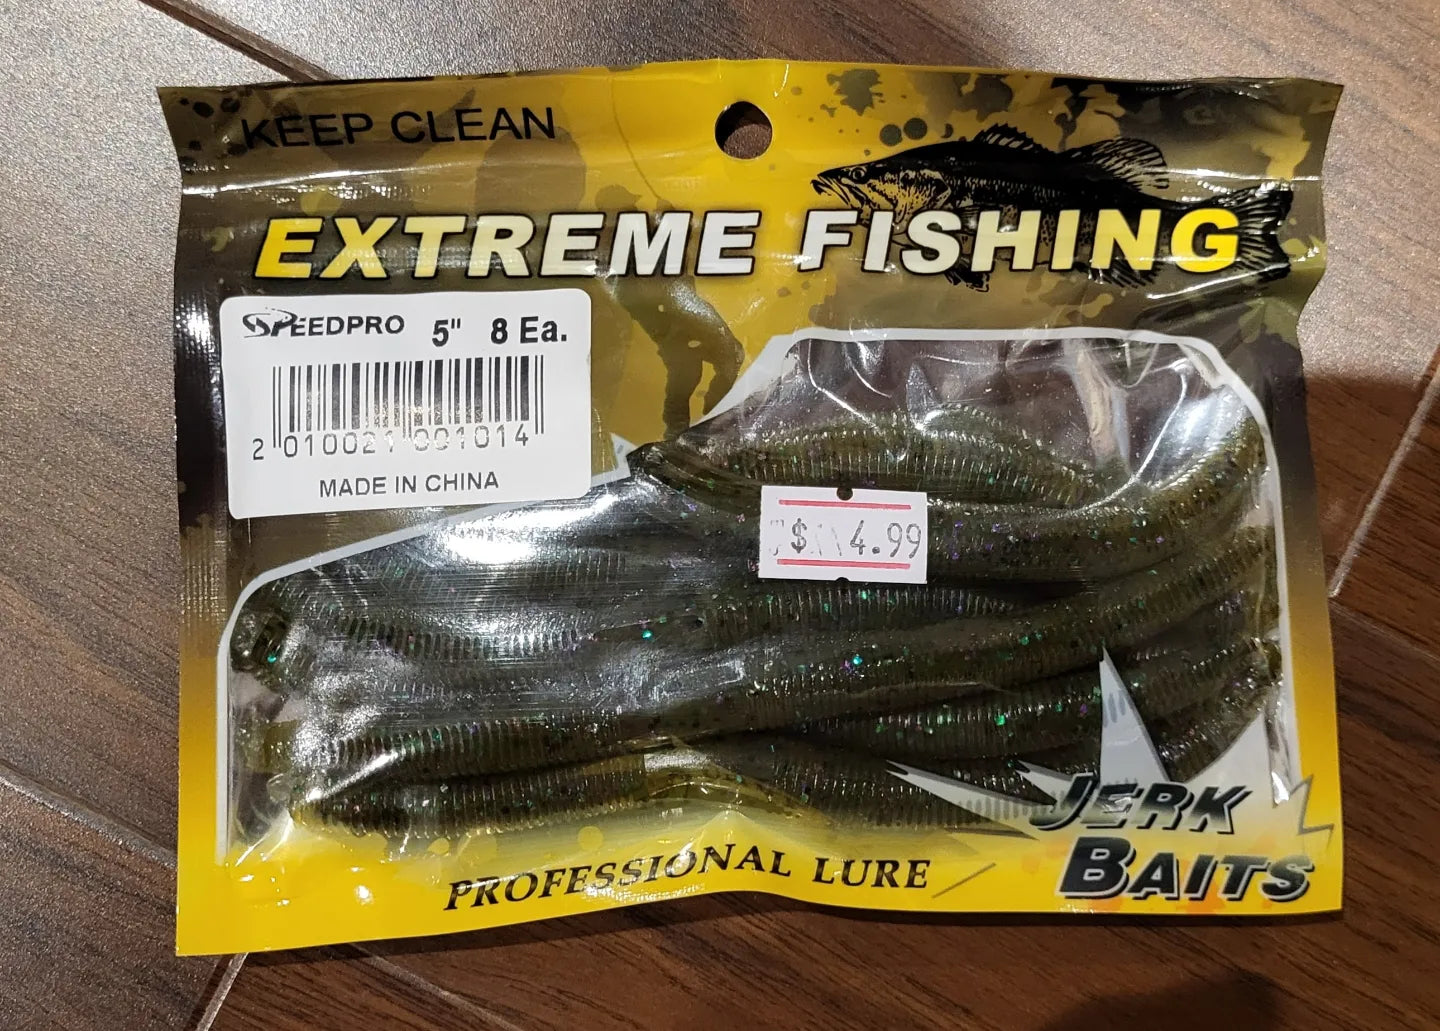 KEEP CLEAN
EXTREME FISHING
SPEEDPRO 5" 8 Ea.
2 010021 001014
MADE IN CHINA
$ 4.99
JERK
BAITS
PROFESSIONAL LURE